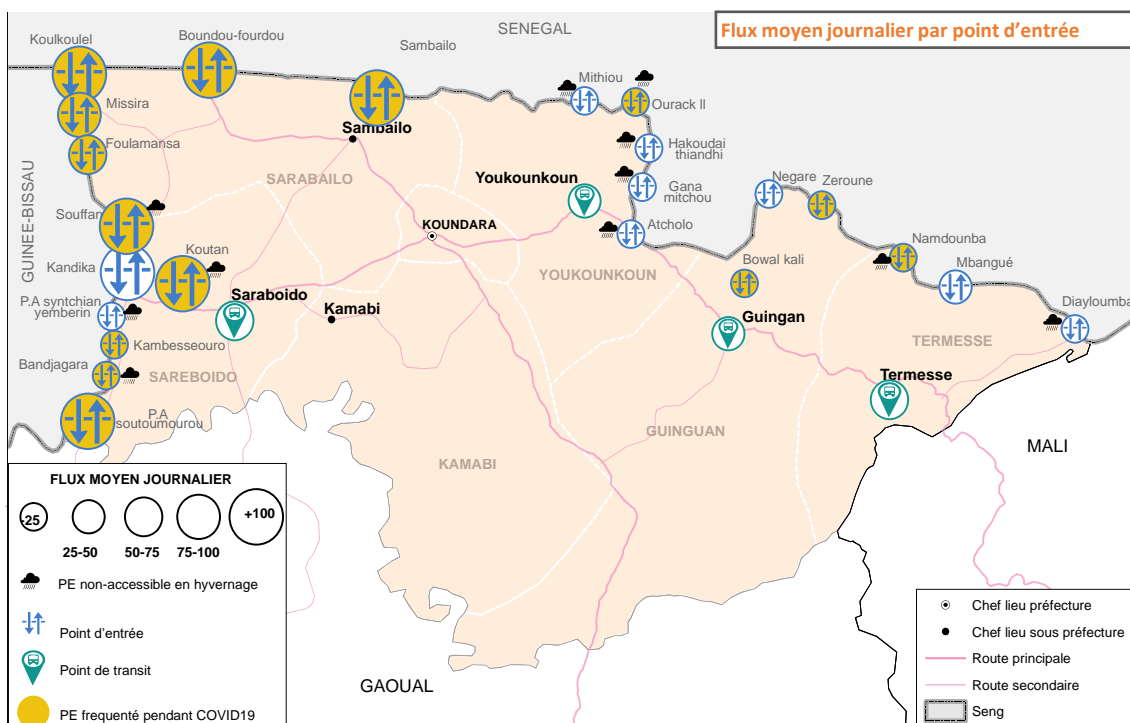 Flux moyen journalier par point d'entrée
SENEGAL
Koulkoulel
Boundou-fourdou
Sambailo
Mithiou
Ourack II
Missira
Sambailo
Foulamansa
Hakoudai
thiandhi
SARABAILO
Youkounkoun
Gana
mitchou
Negare
Zeroune
GUINEE-BISSAU
Souffan
KOUNDARA
Atcholo
Koutan
Namdounba
Kandika
YOUKOUNKOUN
Bowal kali
Mbangué
Saraboido
P.A syntchian
yemberin
Kamabi
Guingan
Diayloumba
Kambesseouro
TERMESSE
Bandjagara
SAREBOIDO
Termesse
P.A
soutoumourou
GUINGUAN
MALI
KAMABI
GAOUAL
FLUX MOYEN JOURNALIER
-25
25-50
50-75
75-100
+100
PE non-accessible en hyvernage
Point d'entrée
Point de transit
PE frequenté pendant COVID19
Chef lieu préfecture
Chef lieu sous préfecture
Route principale
Route secondaire
Seng